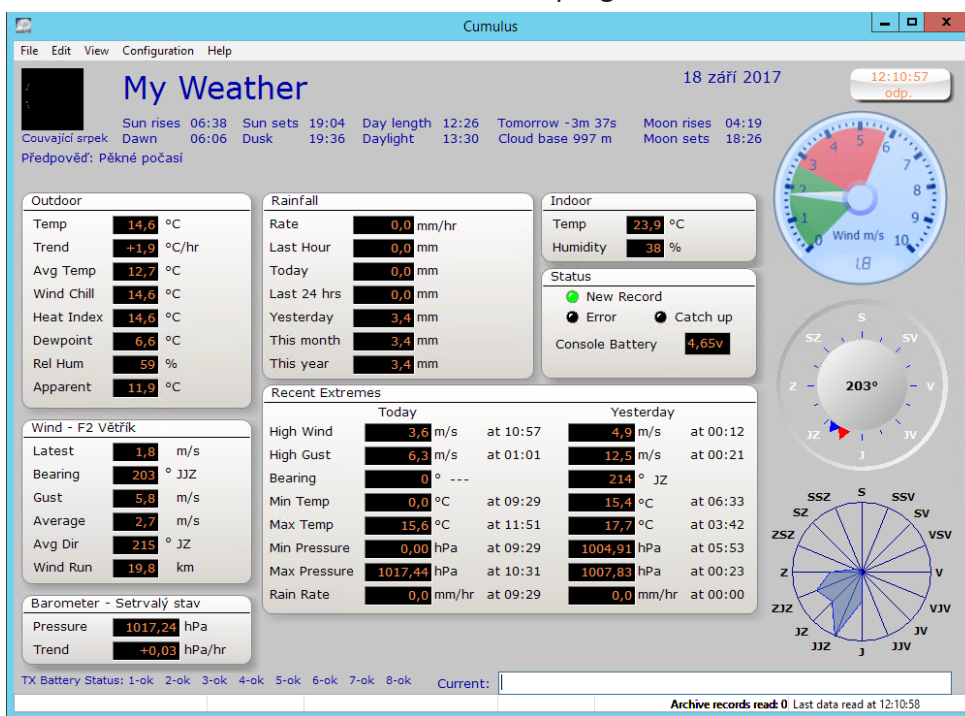 Cumulus
File Edit View Configuration Help
My Weather
18 září 2017
12:10:57
odp.
Sun rises 06:38 Sun sets 19:04 Day length 12:26 Tomorrow -3m 37s Moon rises 04:19
Couvající srpek Dawn 06:06 Dusk 19:36 Daylight 13:30 Cloud base 997 m Moon sets 18:26
Předpověď: Pěkné počasí
Outdoor
Temp 14,6 °C
Trend +1,9 °C/hr
Avg Temp 12,7 °C
Wind Chill 14,6 °C
Heat Index 14,6 °C
Dewpoint 6,6 °C
Rel Hum 59 %
Apparent 11,9 °C
Rainfall
Rate 0,0 mm/hr
Last Hour 0,0 mm
Today 0,0 mm
Last 24 hrs 0,0 mm
Yesterday 3,4 mm
This month 3,4 mm
This year 3,4 mm
Indoor
Temp 23,9 °C
Humidity 38 %
Status
New Record
Error Catch up
Console Battery 4,65v
0 1 2 3 4 5 6 7 8 9 10
Wind m/s
1,8
S
SZ SV
Z 203° V
JZ JV
J
Wind - F2 Větřík
Latest 1,8 m/s
Bearing 203 ° JJZ
Gust 5,8 m/s
Average 2,7 m/s
Avg Dir 215 ° JZ
Wind Run 19,8 km
Recent Extremes
Today Yesterday
High Wind 3,6 m/s at 10:57 4,9 m/s at 00:12
High Gust 6,3 m/s at 01:01 12,5 m/s at 00:21
Bearing 0 ° --- 214 ° JZ
Min Temp 0,0 °C at 09:29 15,4 °C at 06:33
Max Temp 15,6 °C at 11:51 17,7 °C at 03:42
Min Pressure 0,00 hPa at 09:29 1004,91 hPa at 05:53
Max Pressure 1017,44 hPa at 10:31 1007,83 hPa at 00:23
Rain Rate 0,0 mm/hr at 09:29 0,0 mm/hr at 00:00
Barometer - Setrvalý stav
Pressure 1017,24 hPa
Trend +0,03 hPa/hr
SSZ S SSV
SZ SV
ZSZ VSV
Z V
ZJZ VJV
JZ JV
JJZ J JJV
TX Battery Status: 1-ok 2-ok 3-ok 4-ok 5-ok 6-ok 7-ok 8-ok Current:
Archive records read: 0 Last data read at 12:10:58